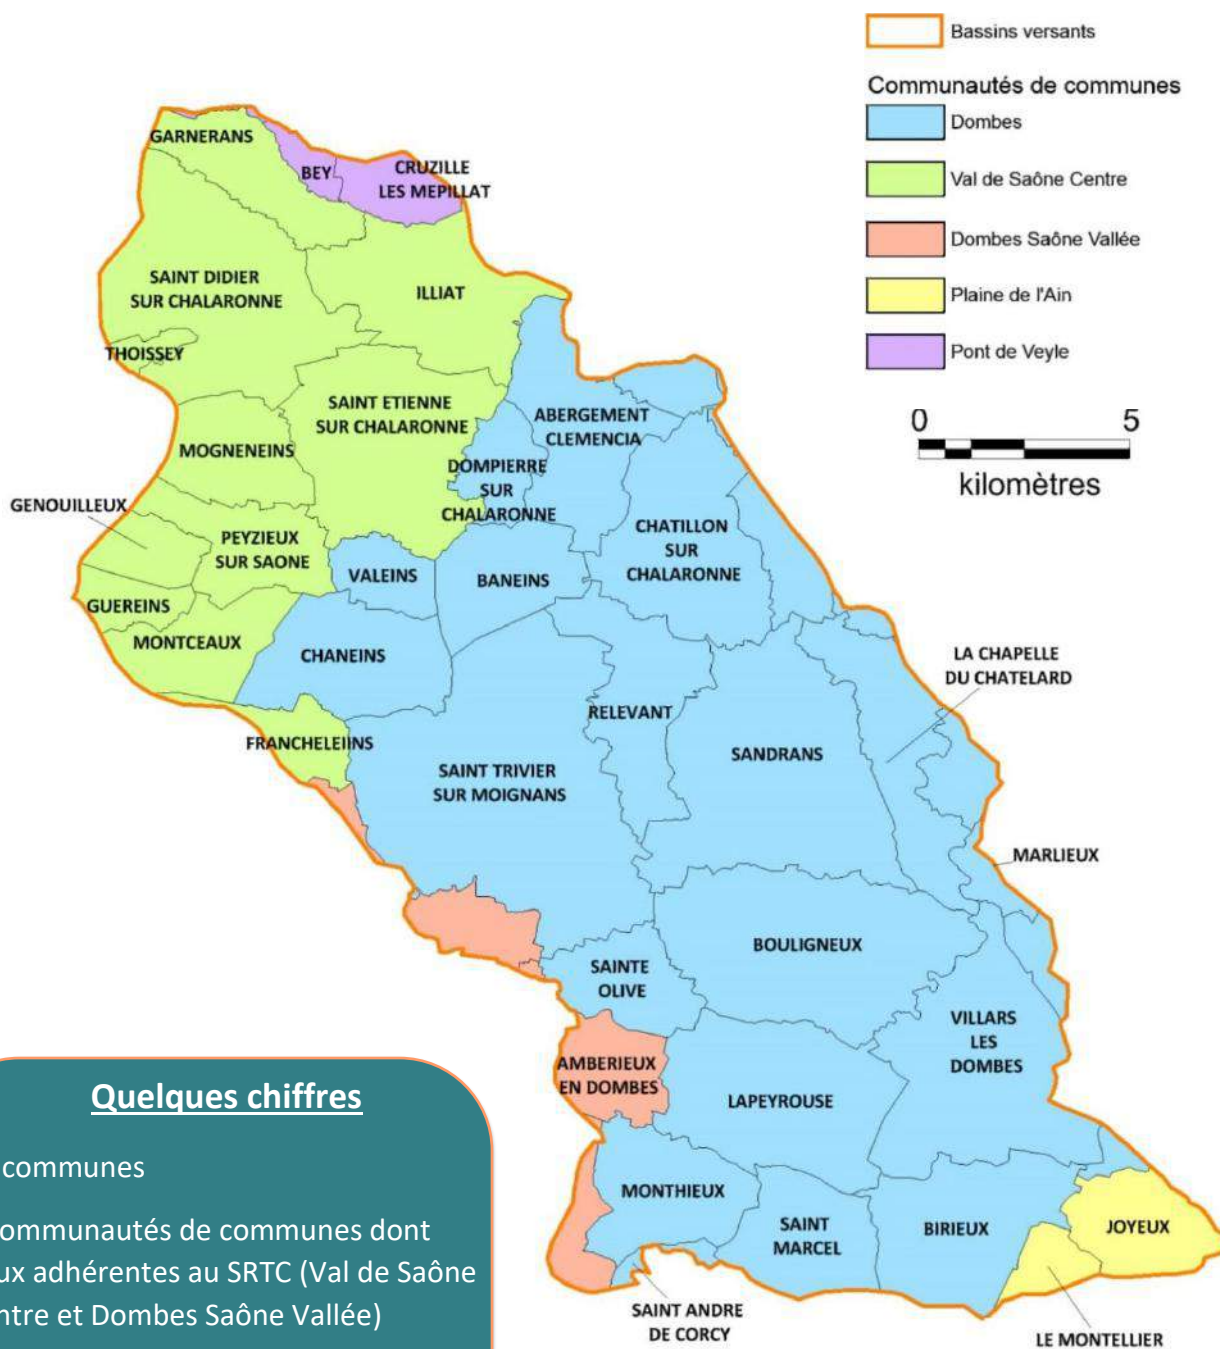 Bassins versants
Communautés de communes
Dombes
Val de Saône Centre
Dombes Saône Vallée
Plaine de l'Ain
Pont de Veyle
0 5
kilomètres
GARNERANS
BEY
CRUZILLE
LES MEPILLAT
SAINT DIDIER
SUR CHALARONNE
ILLIAT
THOISSEY
SAINT ETIENNE
SUR CHALARONNE
ABERGEMENT
CLEMENCIA
MOGNENEINS
DOMPIERRE
SUR
CHALARONNE
GENOUILLEUX
CHATILLON
SUR
CHALARONNE
PEYZIEUX
SUR SAONE
VALEINS
BANEINS
GUEREINS
MONTCEAUX
CHANEINS
LA CHAPELLE
DU CHATELARD
RELEVANT
FRANCHELEIINS
SANDRANS
SAINT TRIVIER
SUR MOIGNANS
MARLIEUX
BOULIGNEUX
SAINTE
OLIVE
VILLARS
LES
DOMBES
AMBERIEUX
EN DOMBES
LAPEYROUSE
MONTHIEUX
SAINT
MARCEL
BIRIEUX
JOYEUX
SAINT ANDRE
DE CORCY
LE MONTELLIER
Quelques chiffres
communes
ommunautés de communes dont
ux adhérentes au SRTC (Val de Saône
ntre et Dombes Saône Vallée)